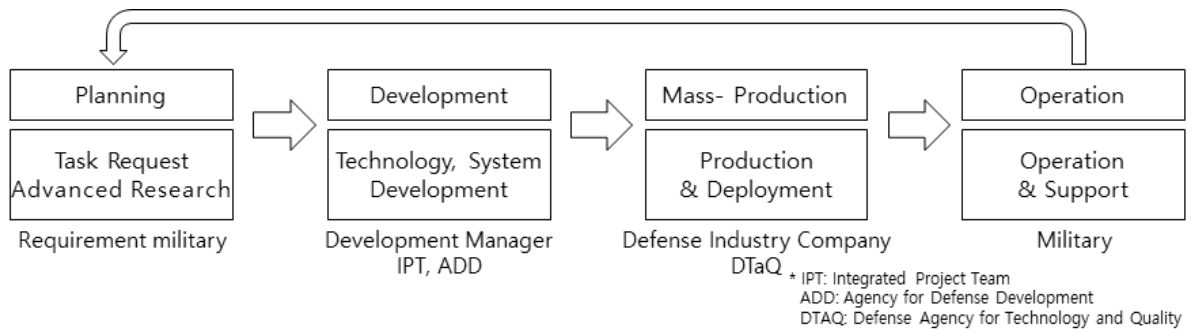 Planning
Task Request
Advanced Research
Requirement military
Development
Technology, System
Development
Development Manager
IPT, ADD
Mass- Production
Production
& Deployment
Defense Industry Company
DTaQ
Operation
Operation
& Support
Military
* IPT: Integrated Project Team
ADD: Agency for Defense Development
DTAQ: Defense Agency for Technology and Quality